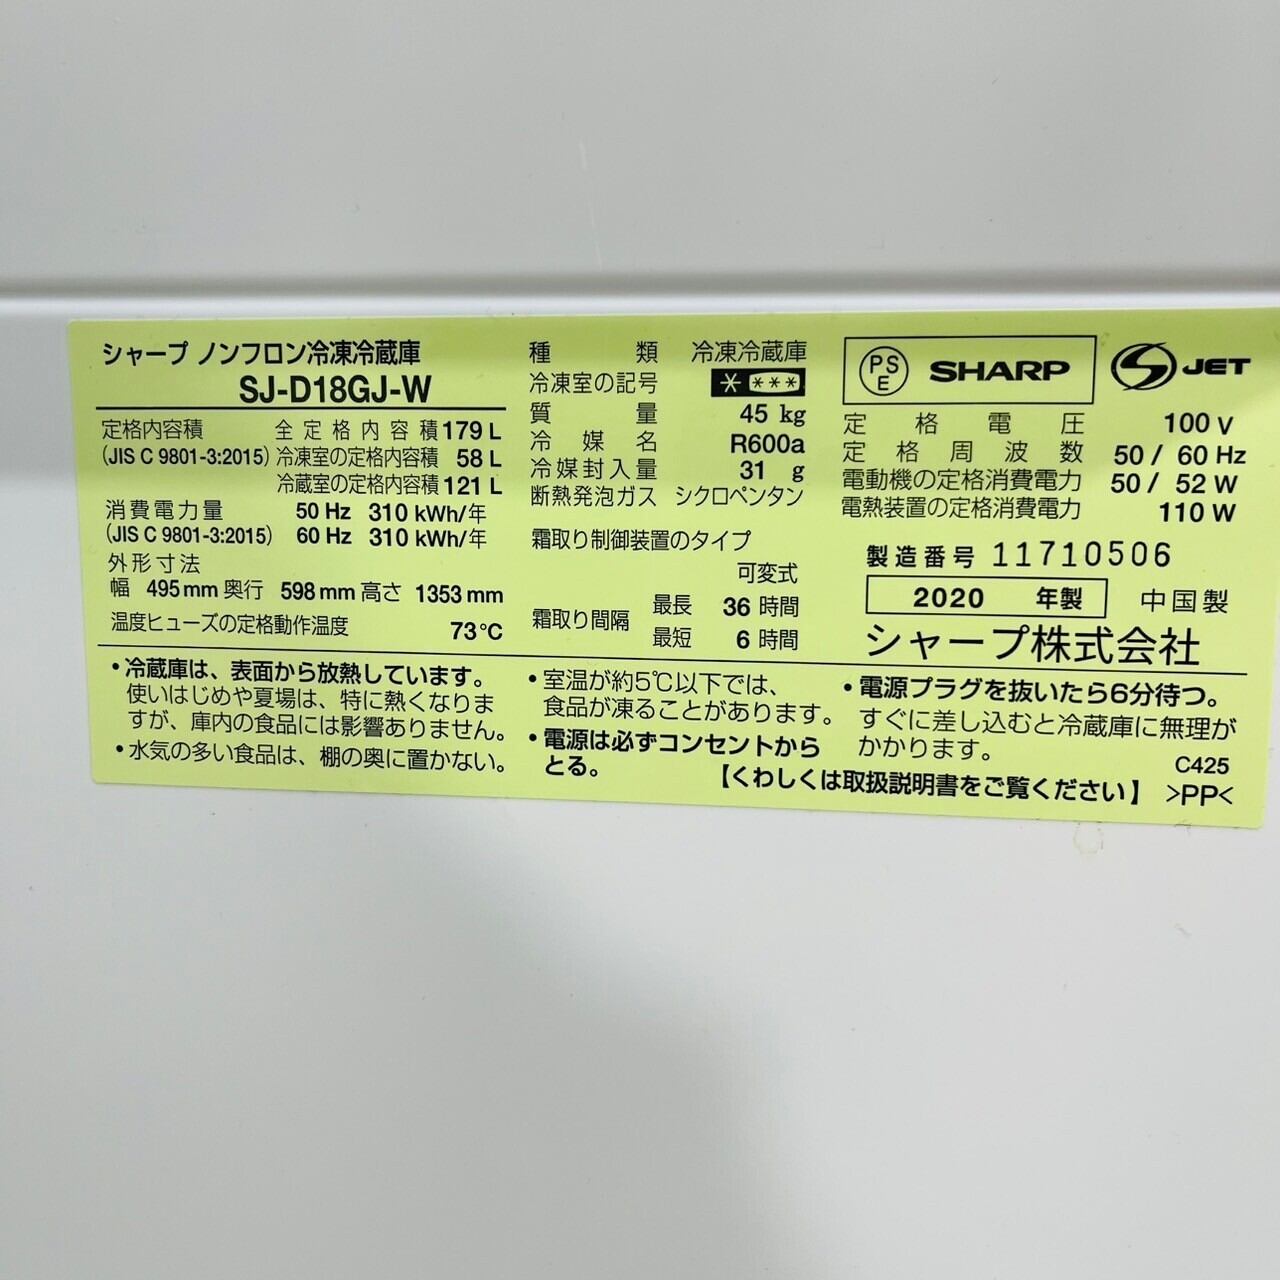 シャープ ノンフロン冷凍冷蔵庫
SJ-D18GJ-W
定格内容積 全定格内容積 179 L
(JIS C 9801-3:2015) 冷凍室の定格内容積 58 L
冷蔵室の定格内容積 121 L
消費電力量 50 Hz 310 kWh/年
(JIS C 9801-3:2015) 60 Hz 310 kWh/年
外形寸法
幅 495 mm 奥行 598 mm 高さ 1353 mm
温度ヒューズの定格動作温度 73℃
種類 冷凍冷蔵庫
冷凍室の記号 * ***
質量 45 kg
冷媒名 R600a
冷媒封入量 31 g
断熱発泡ガス シクロペンタン
霜取り制御装置のタイプ
可変式
霜取り間隔 最長 36 時間
最短 6 時間
PS E SHARP S JET
定格電圧 100 V
定格周波数 50 / 60 Hz
電動機の定格消費電力 50 / 52 W
電熱装置の定格消費電力 110 W
製造番号 11710506
2020 年製 中国製
シャープ株式会社
・冷蔵庫は、表面から放熱しています。
使いはじめや夏場は、特に熱くなりま
すが、庫内の食品には影響ありません。
・水気の多い食品は、棚の奥に置かない。
・室温が約5℃以下では、
食品が凍ることがあります。
・電源は必ずコンセントから
とる。
・電源プラグを抜いたら6分待つ。
すぐに差し込むと冷蔵庫に無理が
かかります。
C425
【くわしくは取扱説明書をご覧ください】 >PP<